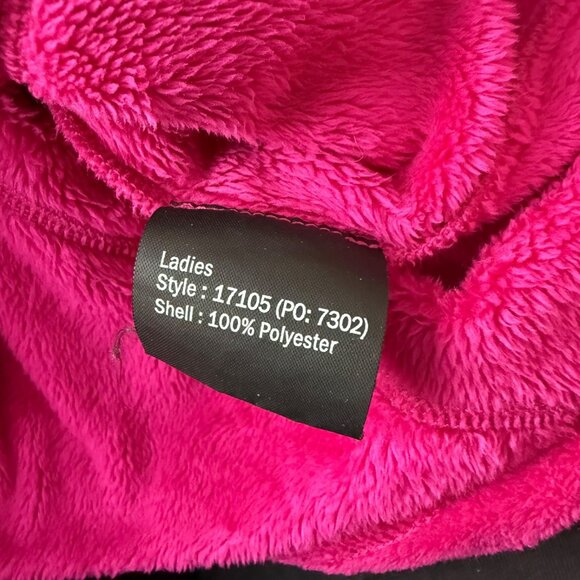 Ladies
Style : 17105 (PO: 7302)
Shell : 100% Polyester